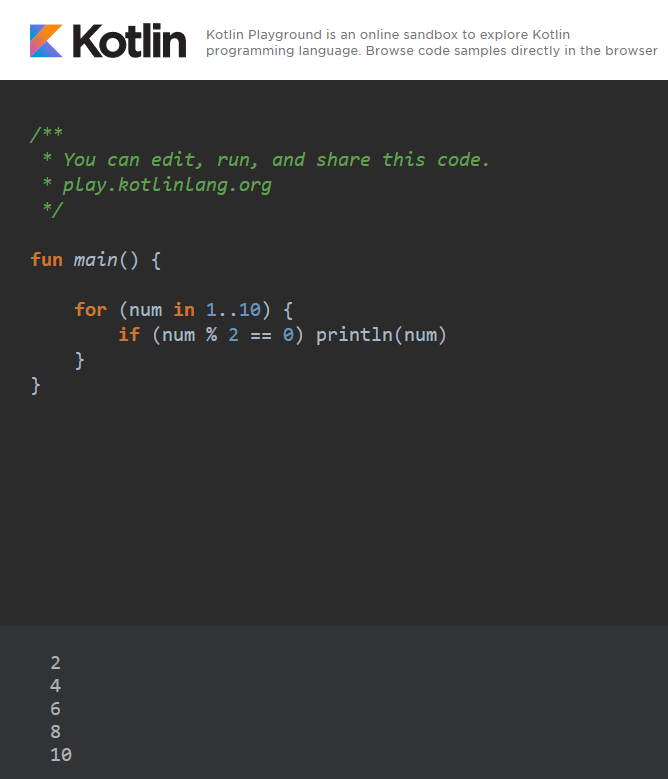 Kotlin
Kotlin Playground is an online sandbox to explore Kotlin
programming language. Browse code samples directly in the browser
/**
 * You can edit, run, and share this code.
 * play.kotlinlang.org
 */
fun main() {
    for (num in 1..10) {
        if (num % 2 == 0) println(num)
    }
}
2
4
6
8
10